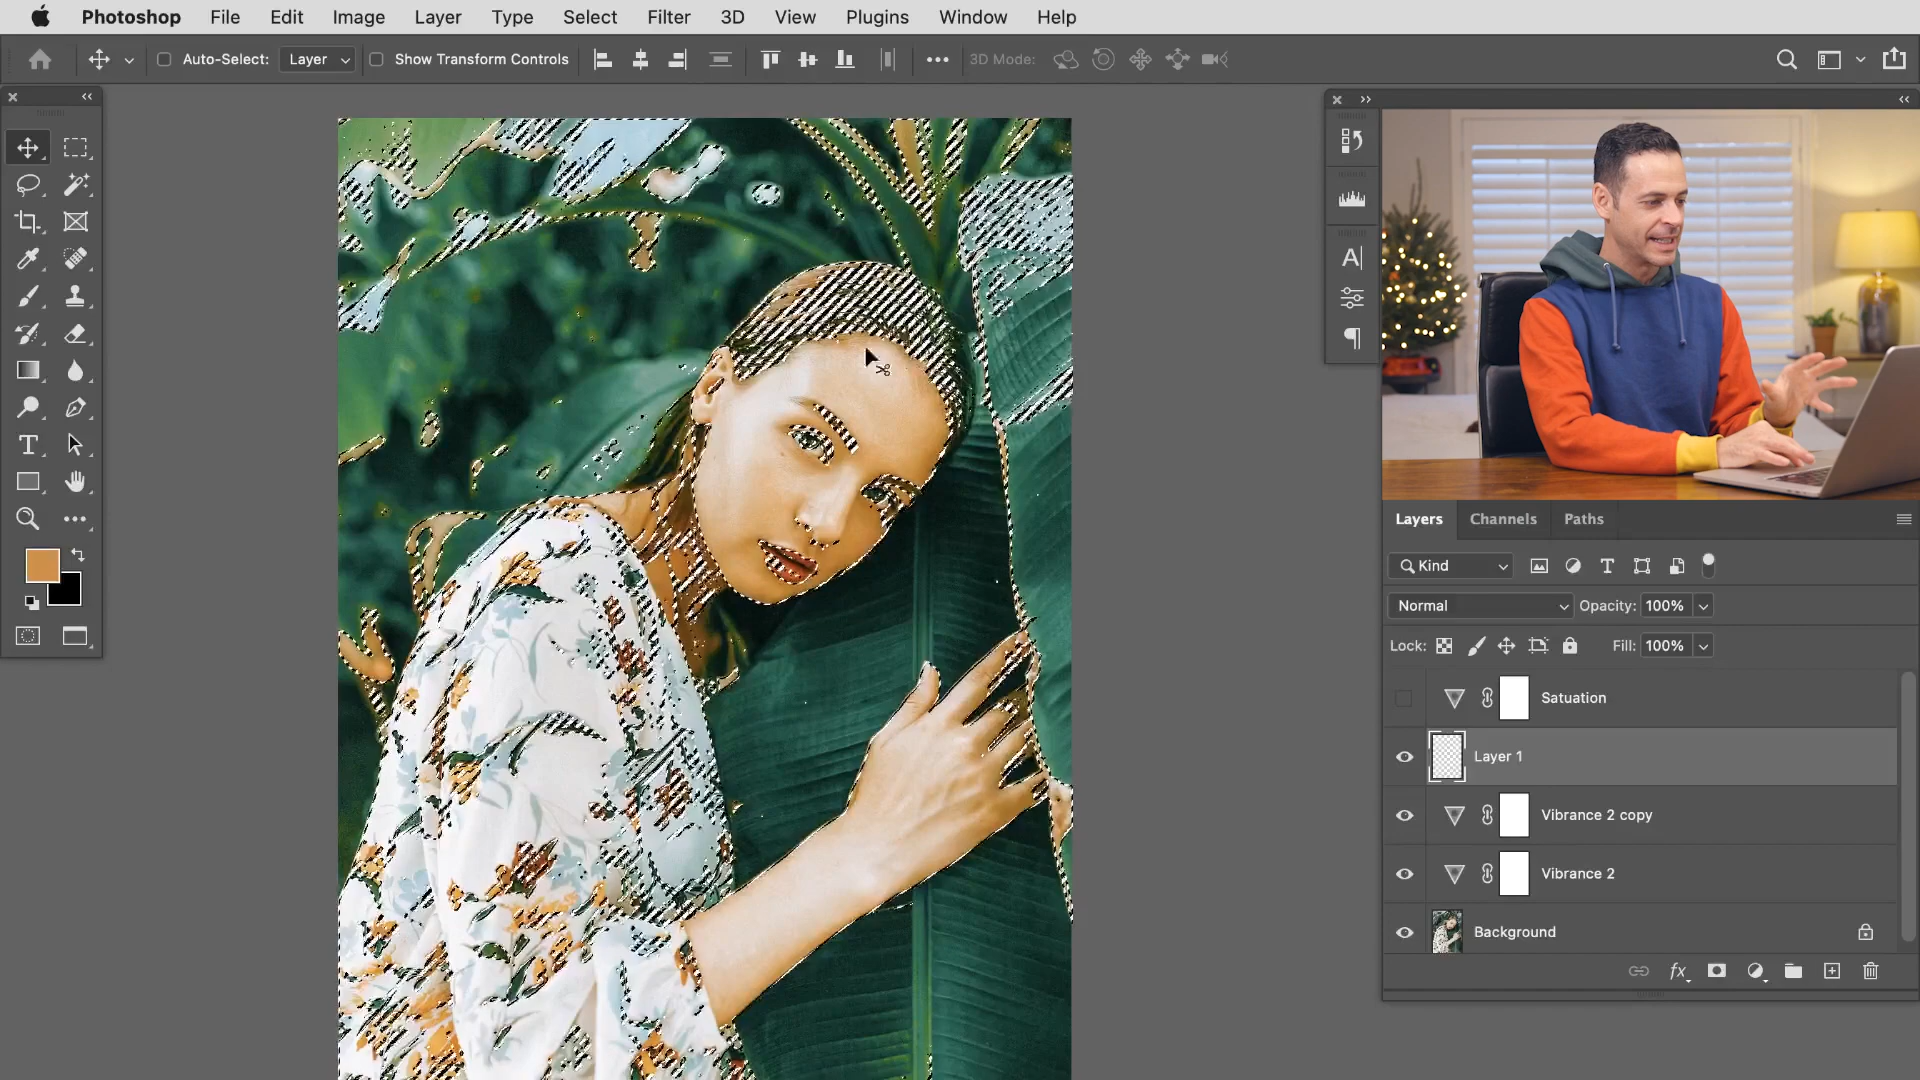 Photoshop File Edit Image Layer Type Select Filter 3D View Plugins Window Help
Auto-Select: Layer Show Transform Controls 3D Mode:
Layers Channels Paths
Kind
Normal Opacity: 100%
Lock: Fill: 100%
Satuation
Layer 1
Vibrance 2 copy
Vibrance 2
Background
fx